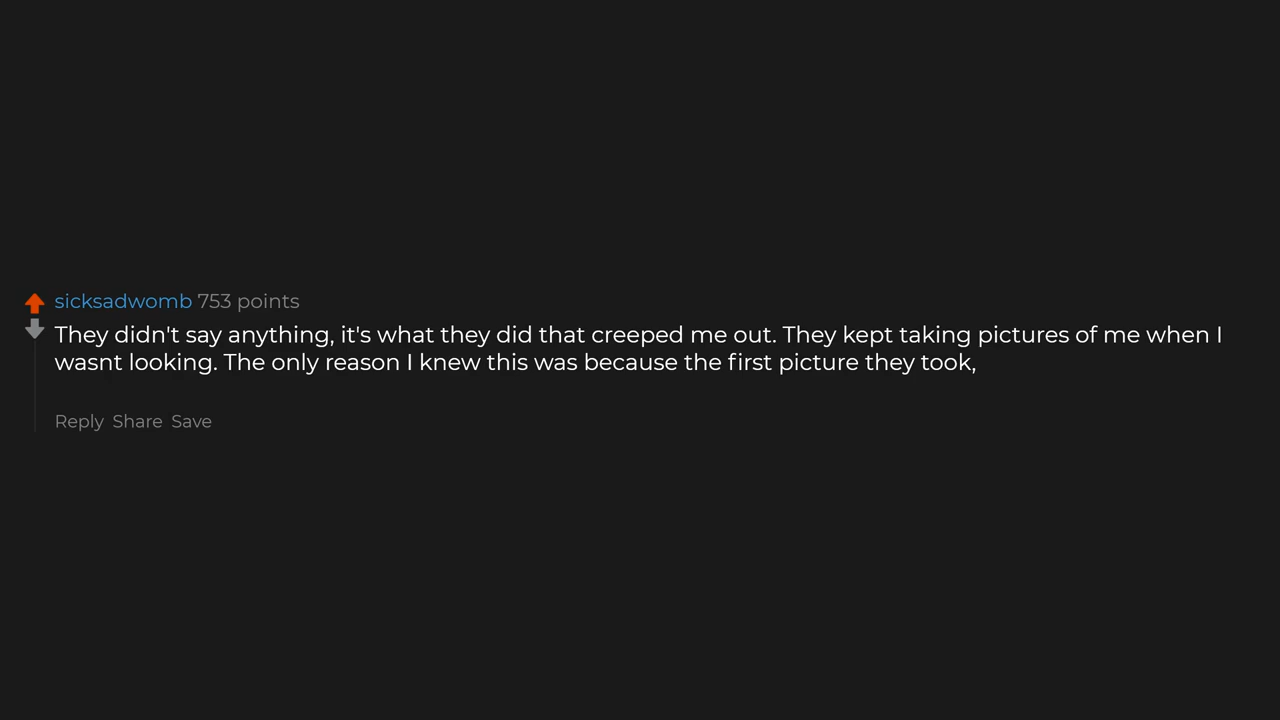 sicksadwomb 753 points
They didn't say anything, it's what they did that creeped me out. They kept taking pictures of me when I
wasnt looking. The only reason I knew this was because the first picture they took,
Reply Share Save